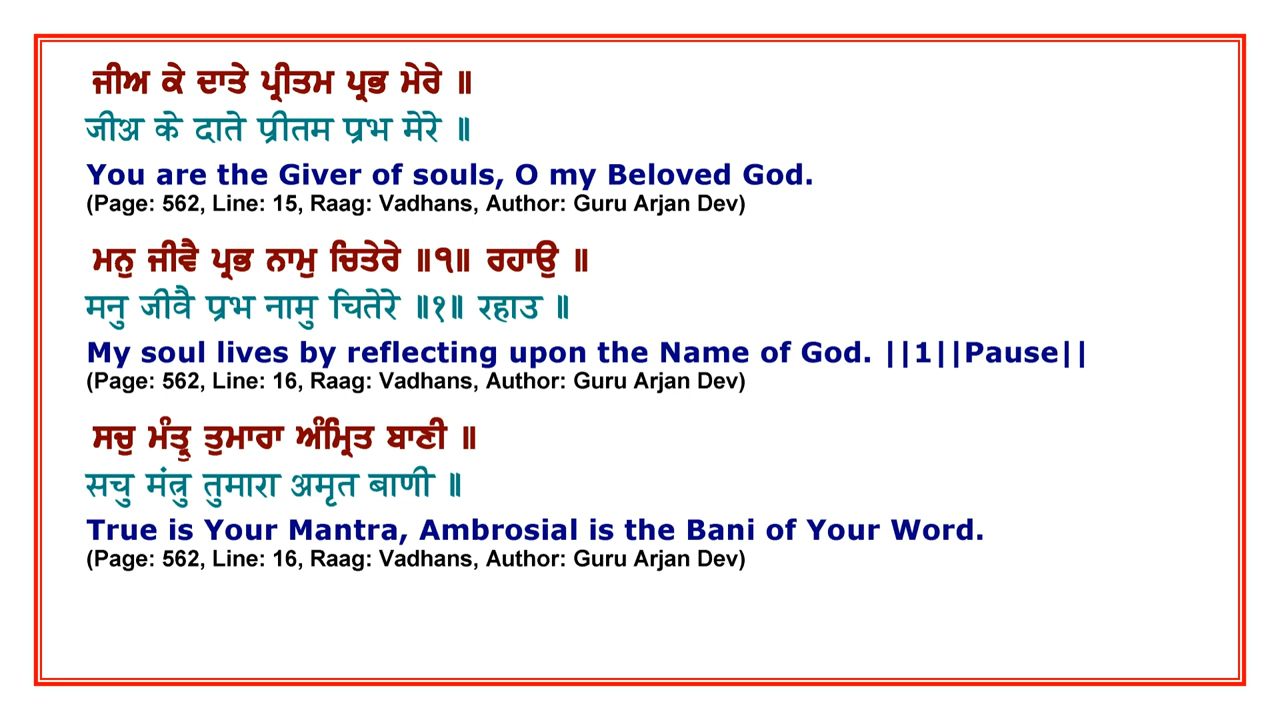 ਜੀਅ ਕੇ ਦਾਤੇ ਪ੍ਰੀਤਮ ਪ੍ਰਭ ਮੇਰੇ ॥
जीअ के दाते प्रीतम प्रभ मेरे ॥
You are the Giver of souls, O my Beloved God.
(Page: 562, Line: 15, Raag: Vadhans, Author: Guru Arjan Dev)
ਮਨੁ ਜੀਵੈ ਪ੍ਰਭ ਨਾਮੁ ਚਿਤੇਰੇ ॥੧॥ ਰਹਾਉ ॥
मनु जीवै प्रभ नामु चितेरे ॥१॥ रहाउ ॥
My soul lives by reflecting upon the Name of God. ||1||Pause||
(Page: 562, Line: 16, Raag: Vadhans, Author: Guru Arjan Dev)
ਸਚੁ ਮੰਤ੍ਰੁ ਤੁਮਾਰਾ ਅੰਮ੍ਰਿਤ ਬਾਣੀ ॥
सचु मंत्रु तुमारा अमृत बाणी ॥
True is Your Mantra, Ambrosial is the Bani of Your Word.
(Page: 562, Line: 16, Raag: Vadhans, Author: Guru Arjan Dev)